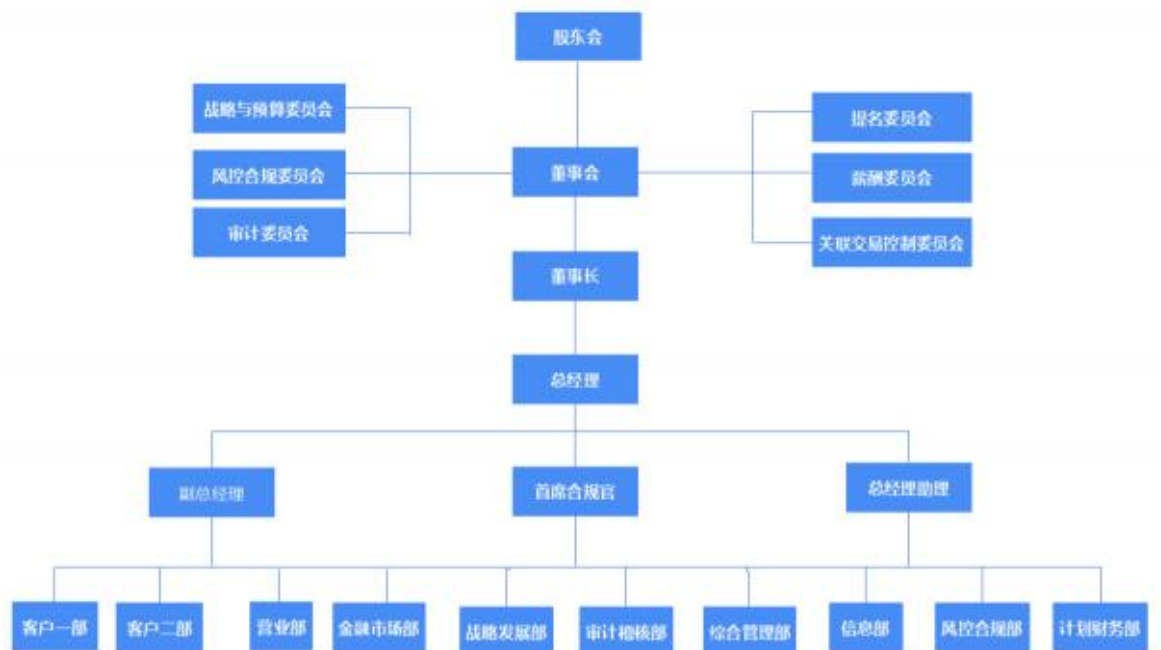 股东会
战略与预算委员会
提名委员会
风控合规委员会
董事会
薪酬委员会
审计委员会
关联交易控制委员会
董事长
总经理
副总经理
首席合规官
总经理助理
客户一部
客户二部
营业部
金融市场部
战略发展部
审计稽核部
综合管理部
信息部
风控合规部
计划财务部